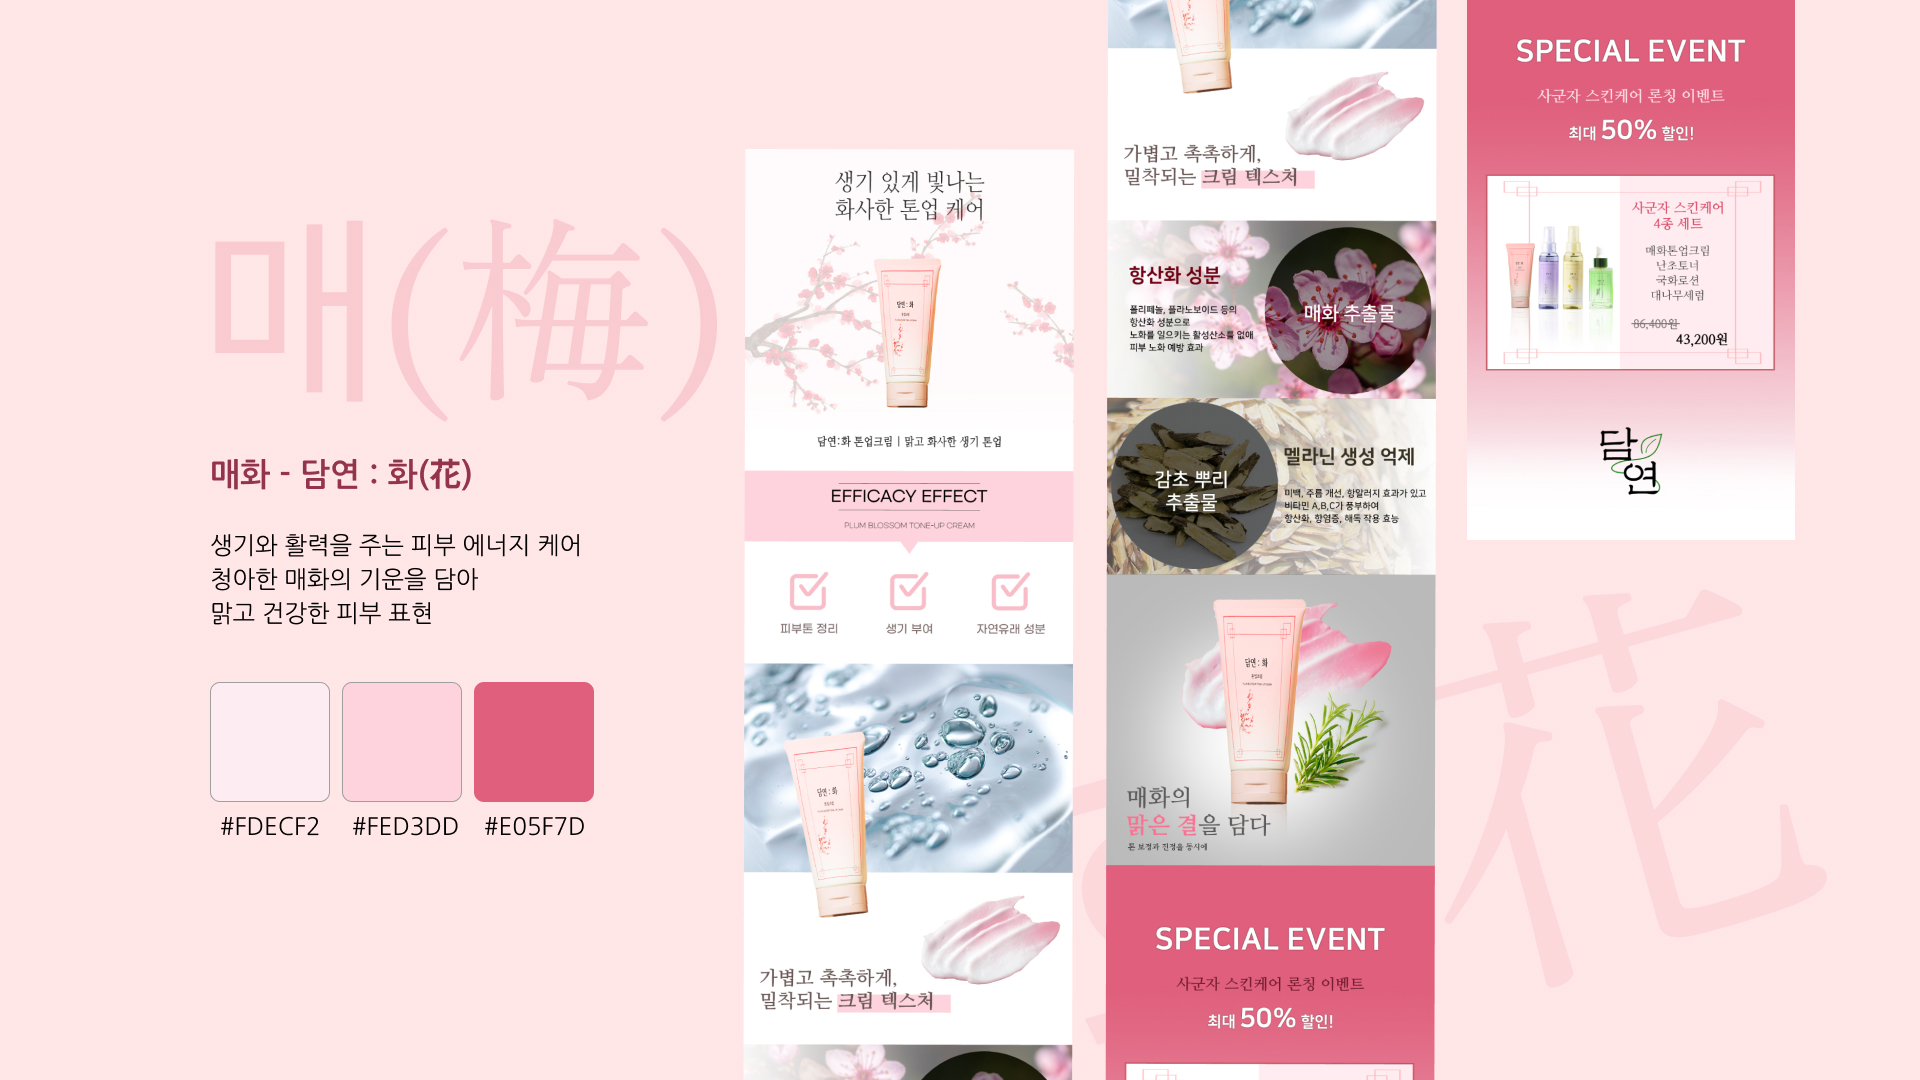 매(梅)
매화 - 담연 : 화(花)
생기와 활력을 주는 피부 에너지 케어
청아한 매화의 기운을 담아
맑고 건강한 피부 표현
#FDECF2
#FED3DD
#E05F7D
생기 있게 빛나는
화사한 톤업 케어
담연 : 화
담연:화 톤업크림 | 맑고 화사한 생기 톤업
EFFICACY EFFECT
PLUM BLOSSOM TONE-UP CREAM
피부톤 정리
생기 부여
자연유래 성분
담연 : 화
가볍고 촉촉하게,
밀착되는 크림 텍스처
가볍고 촉촉하게,
밀착되는 크림 텍스처
항산화 성분
폴리페놀, 플라노보이드 등의
항산화 성분으로
노화를 일으키는 활성산소를 없애
피부 노화 예방 효과
매화 추출물
감초 뿌리
추출물
멜라닌 생성 억제
미백, 주름 개선, 항알러지 효과가 있고
비타민 A,B,C가 풍부하여
항산화, 항염증, 해독 작용 효능
담연 : 화
매화의
맑은 결을 담다
톤 보정과 진정을 동시에
SPECIAL EVENT
사군자 스킨케어 론칭 이벤트
최대 50% 할인!
SPECIAL EVENT
사군자 스킨케어 론칭 이벤트
최대 50% 할인!
사군자 스킨케어
4종 세트
매화톤업크림
난초토너
국화로션
대나무세럼
86,400원
43,200원
담연
花